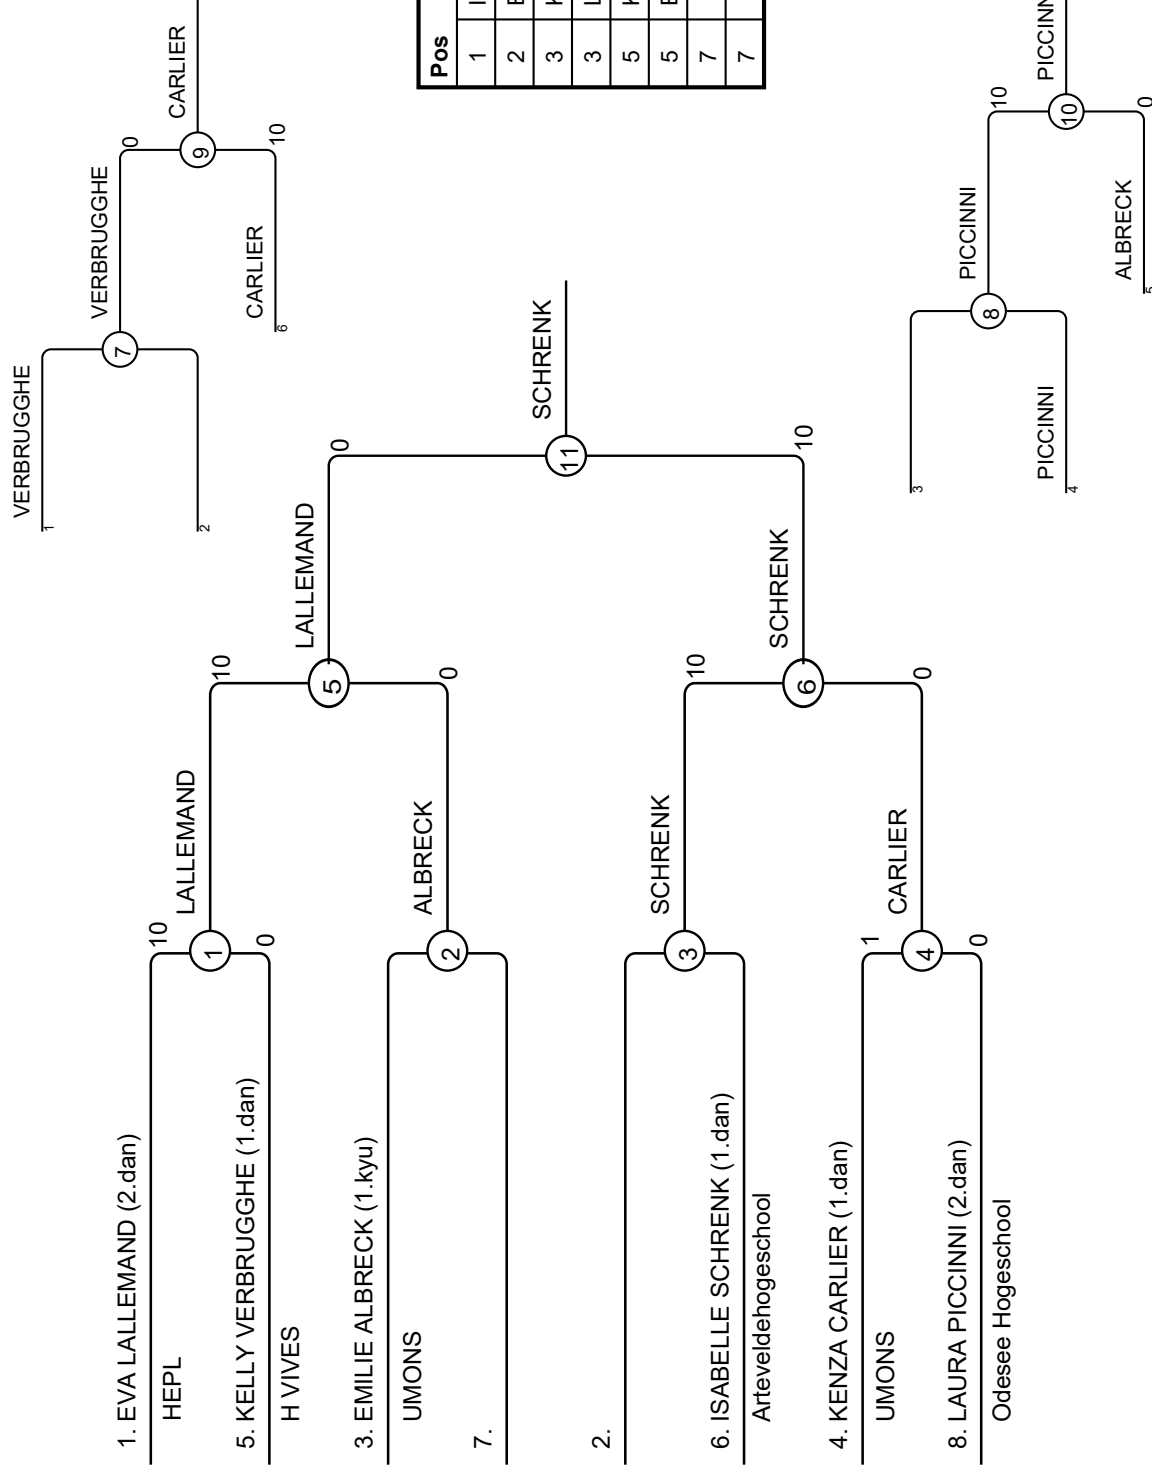 1. EVA LALLEMAND (2.dan)
HEPL
5. KELLY VERBRUGGHE (1.dan)
H VIVES
3. EMILIE ALBRECK (1.kyu)
UMONS
7.
2.
6. ISABELLE SCHRENK (1.dan)
Arteveldehogeschool
4. KENZA CARLIER (1.dan)
UMONS
8. LAURA PICCINNI (2.dan)
Odesee Hogeschool
10
1
0
2
3
1
4
0
LALLEMAND
ALBRECK
SCHRENK
CARLIER
10
5
0
10
6
0
LALLEMAND
SCHRENK
0
11
10
SCHRENK
VERBRUGGHE
1
2
7
VERBRUGGHE
CARLIER
6
0
9
10
CARLIER
3
PICCINNI
4
8
PICCINNI
ALBRECK
5
10
10
0
Pos
1
2
3
3
5
5
7
7